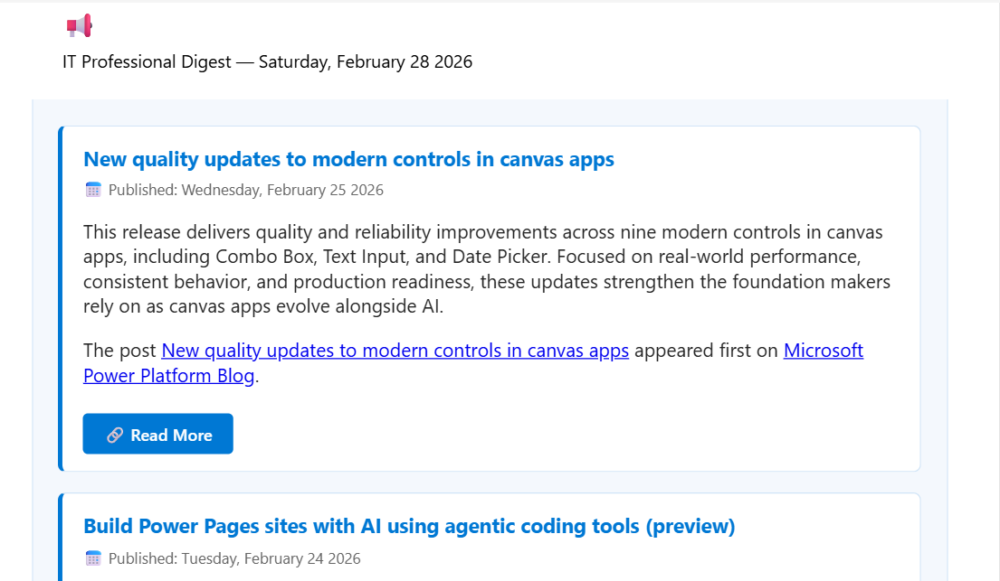 IT Professional Digest — Saturday, February 28 2026
New quality updates to modern controls in canvas apps
Published: Wednesday, February 25 2026
This release delivers quality and reliability improvements across nine modern controls in canvas
apps, including Combo Box, Text Input, and Date Picker. Focused on real-world performance,
consistent behavior, and production readiness, these updates strengthen the foundation makers
rely on as canvas apps evolve alongside AI.
The post New quality updates to modern controls in canvas apps appeared first on Microsoft
Power Platform Blog.
Read More
Build Power Pages sites with AI using agentic coding tools (preview)
Published: Tuesday, February 24 2026